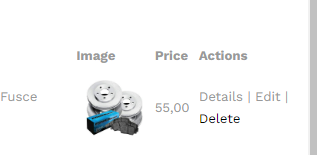 Image Price Actions
Fusce 55,00 Details | Edit |
Delete